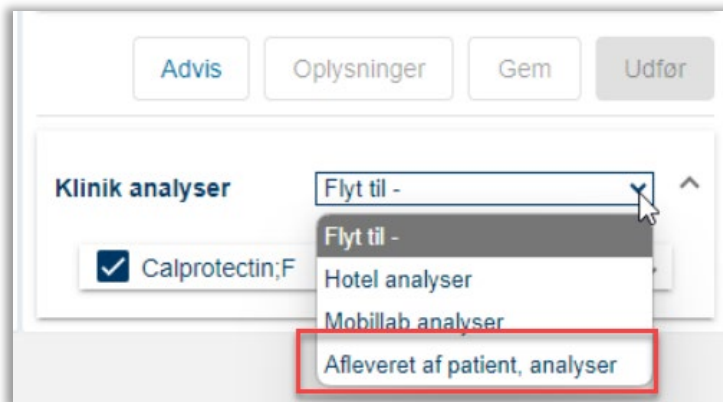 Advis Oplysninger Gem Udfør
Klinik analyser Flyt til -
Flyt til -
Calprotectin;F
Hotel analyser
Mobillab analyser
Afleveret af patient, analyser